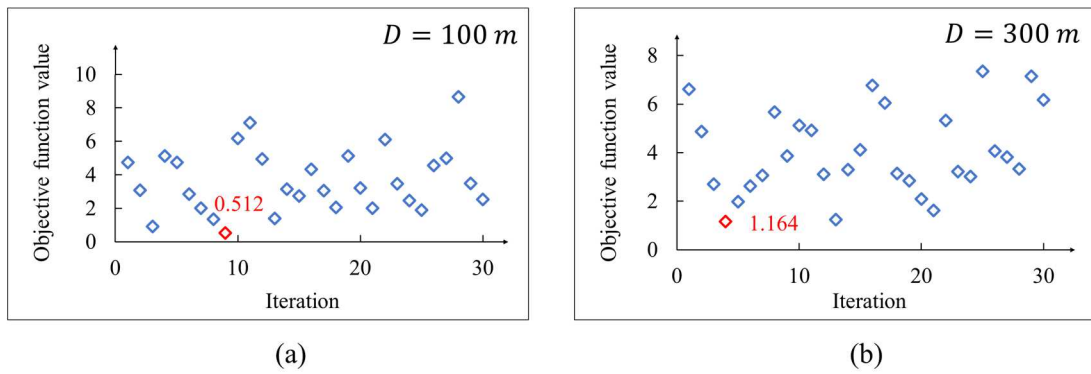 D = 100 m
Objective function value
10
8
6
4
2
0
0.512
0
10
20
30
Iteration
(a)
D = 300 m
Objective function value
8
6
4
2
0
1.164
0
10
20
30
Iteration
(b)